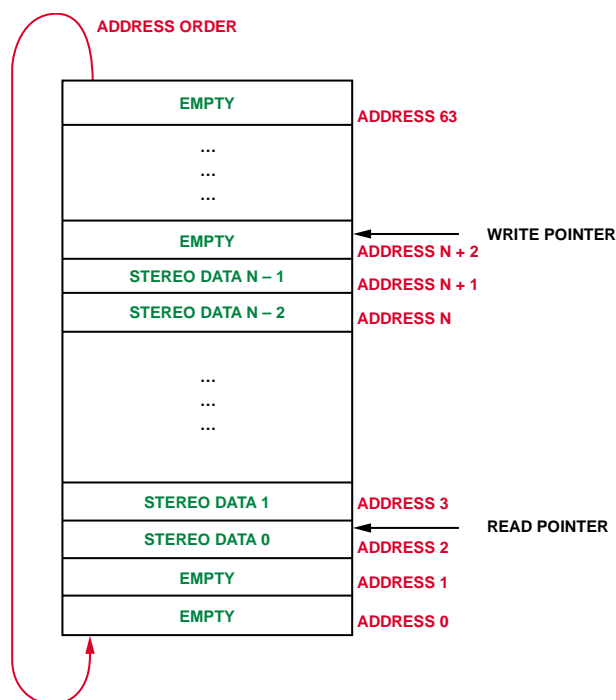 ADDRESS ORDER
EMPTY
ADDRESS 63
...
...
...
WRITE POINTER
EMPTY
ADDRESS N + 2
STEREO DATA N – 1
ADDRESS N + 1
STEREO DATA N – 2
ADDRESS N
...
...
...
STEREO DATA 1
ADDRESS 3
READ POINTER
STEREO DATA 0
ADDRESS 2
EMPTY
ADDRESS 1
EMPTY
ADDRESS 0